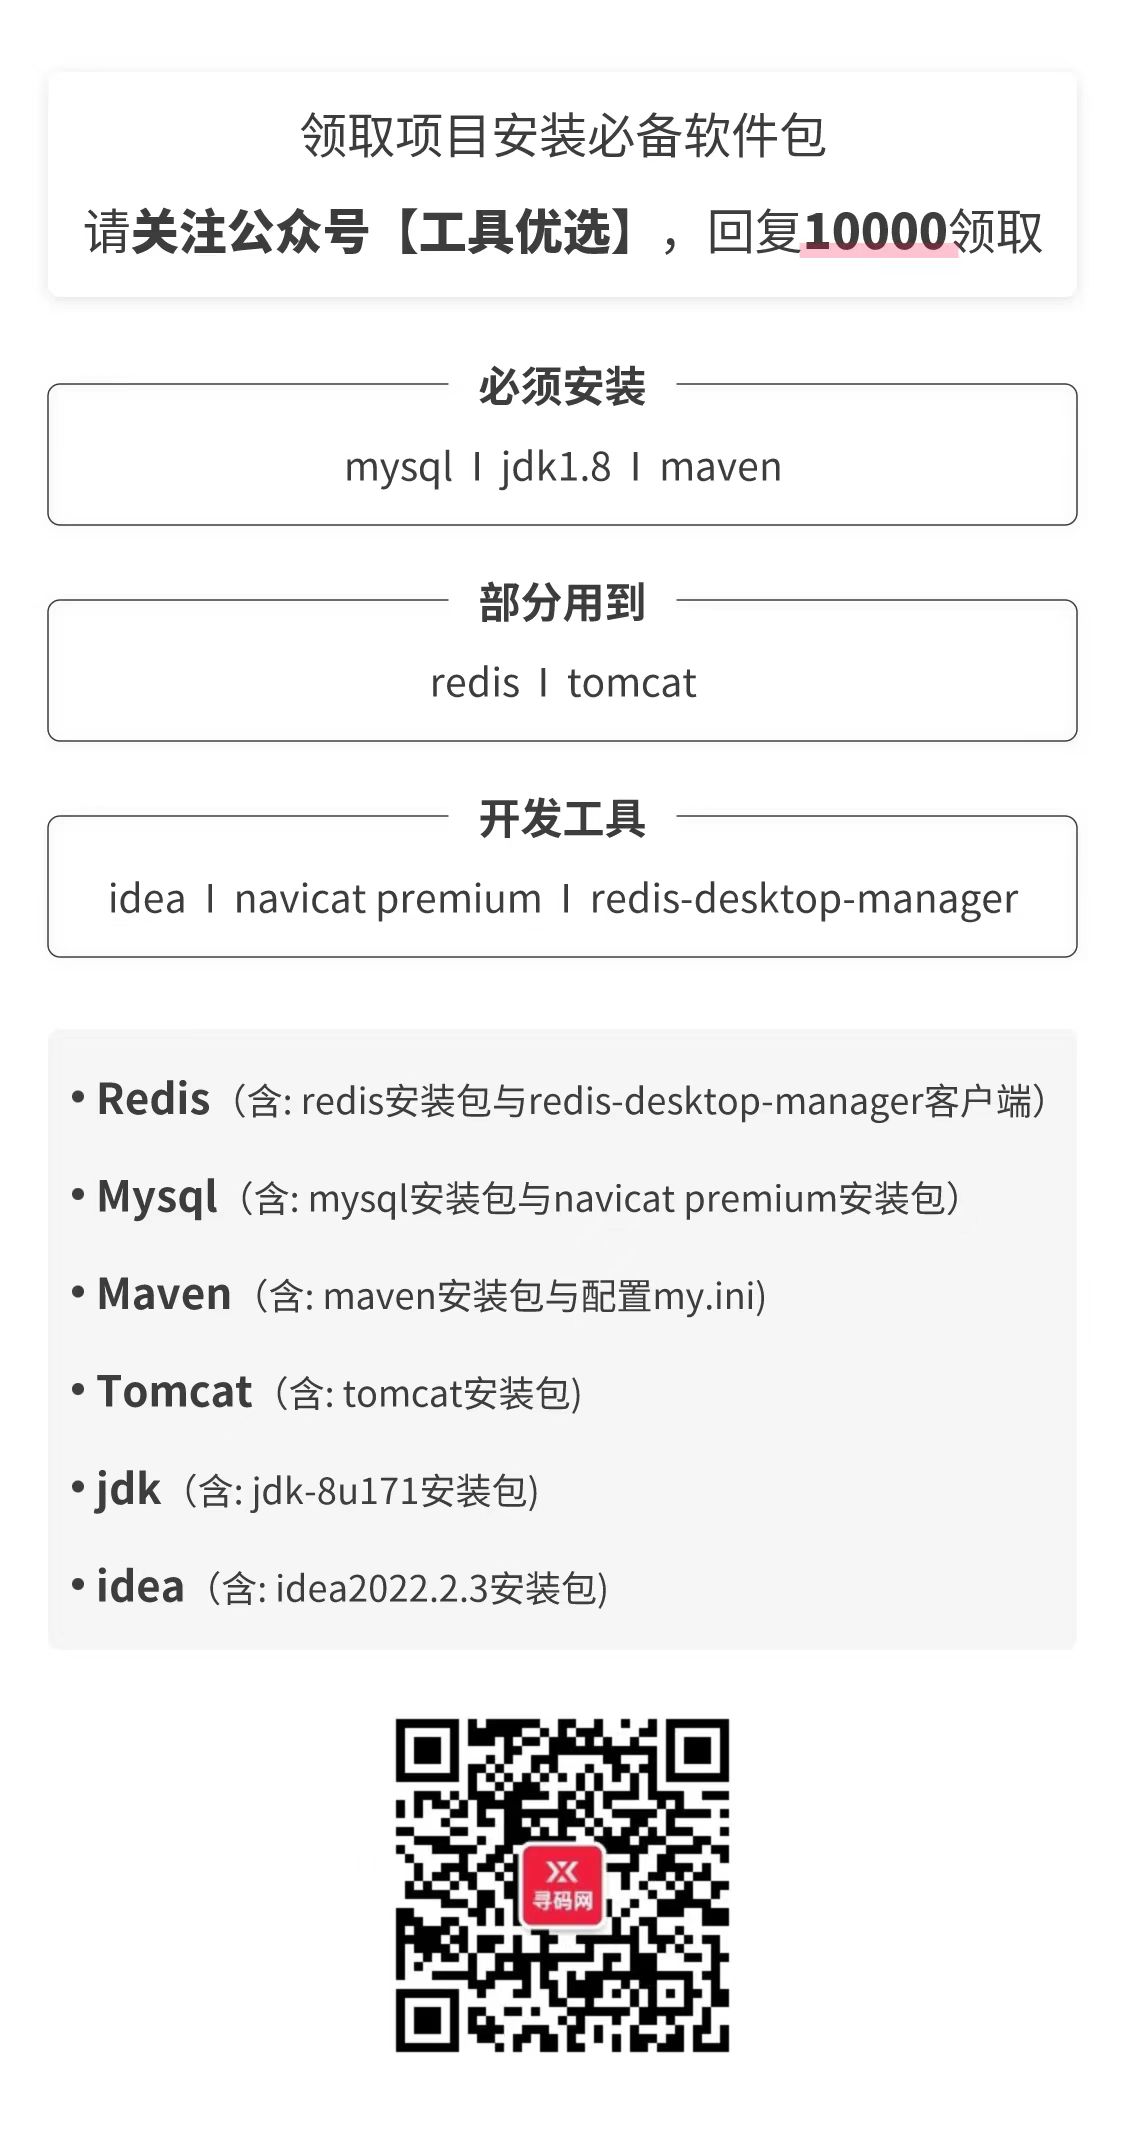 领取项目安装必备软件包
请关注公众号【工具优选】，回复10000领取
必须安装
mysql I jdk1.8 I maven
部分用到
redis I tomcat
开发工具
idea I navicat premium I redis-desktop-manager
• Redis（含: redis安装包与redis-desktop-manager客户端）
• Mysql（含: mysql安装包与navicat premium安装包）
• Maven（含: maven安装包与配置my.ini)
• Tomcat（含: tomcat安装包)
• jdk（含: jdk-8u171安装包)
• idea（含: idea2022.2.3安装包)
寻码网